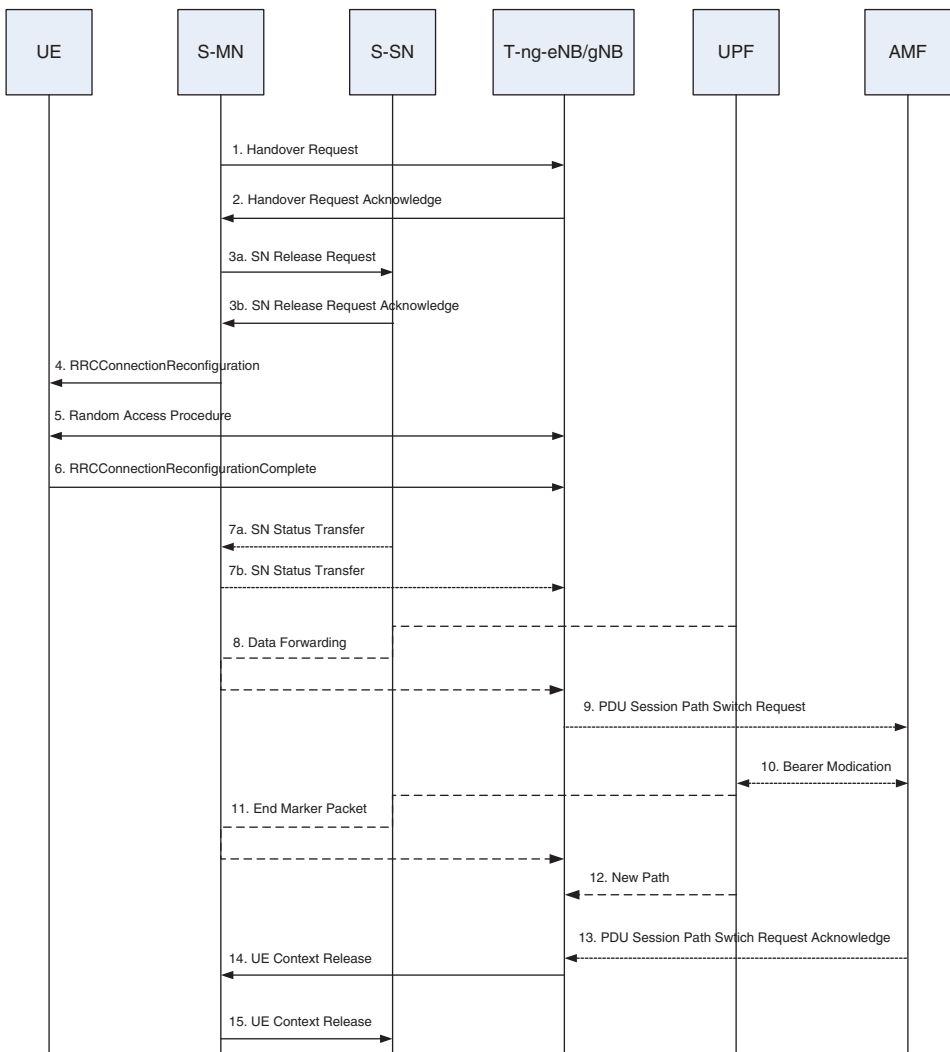 UE
S-MN
S-SN
T-ng-eNB/gNB
UPF
AMF
1. Handover Request
2. Handover Request Acknowledge
3a. SN Release Request
3b. SN Release Request Acknowledge
4. RRCConnectionReconfiguration
5. Random Access Procedure
6. RRCConnectionReconfigurationComplete
7a. SN Status Transfer
7b. SN Status Transfer
8. Data Forwarding
9. PDU Session Path Switch Request
10. Bearer Modication
11. End Marker Packet
12. New Path
13. PDU Session Path Swtich Request Acknowledge
14. UE Context Release
15. UE Context Release